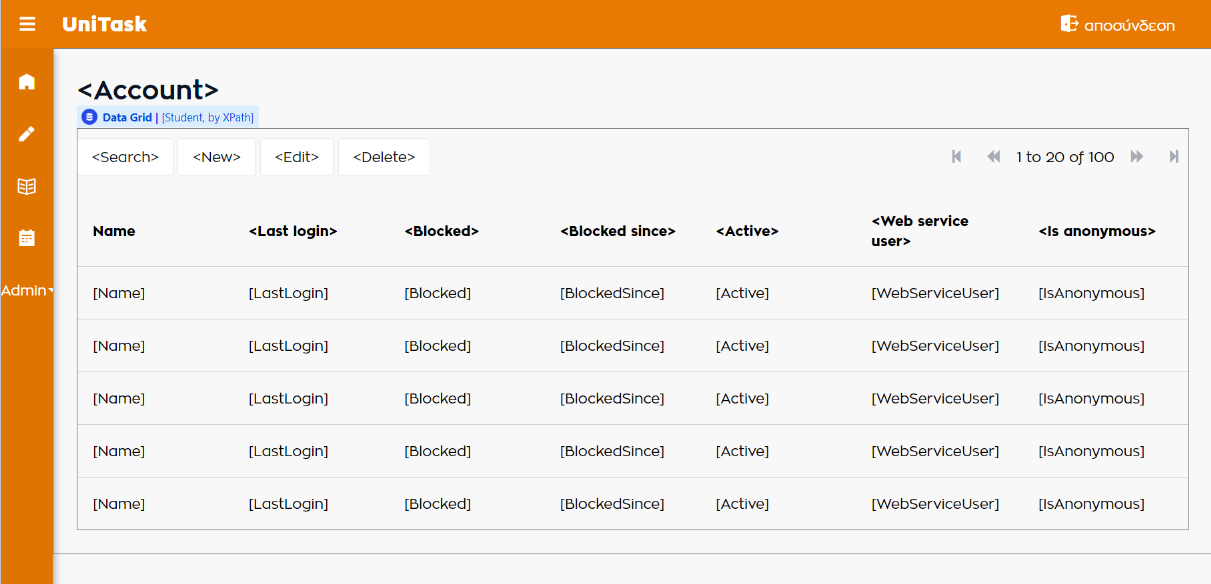 UniTask
αποσύνδεση
<Account>
Data Grid | [Student, by XPath]
<Search> <New> <Edit> <Delete> 1 to 20 of 100
Name <Last login> <Blocked> <Blocked since> <Active> <Web service user> <Is anonymous>
Admin
[Name] [LastLogin] [Blocked] [BlockedSince] [Active] [WebServiceUser] [IsAnonymous]
[Name] [LastLogin] [Blocked] [BlockedSince] [Active] [WebServiceUser] [IsAnonymous]
[Name] [LastLogin] [Blocked] [BlockedSince] [Active] [WebServiceUser] [IsAnonymous]
[Name] [LastLogin] [Blocked] [BlockedSince] [Active] [WebServiceUser] [IsAnonymous]
[Name] [LastLogin] [Blocked] [BlockedSince] [Active] [WebServiceUser] [IsAnonymous]